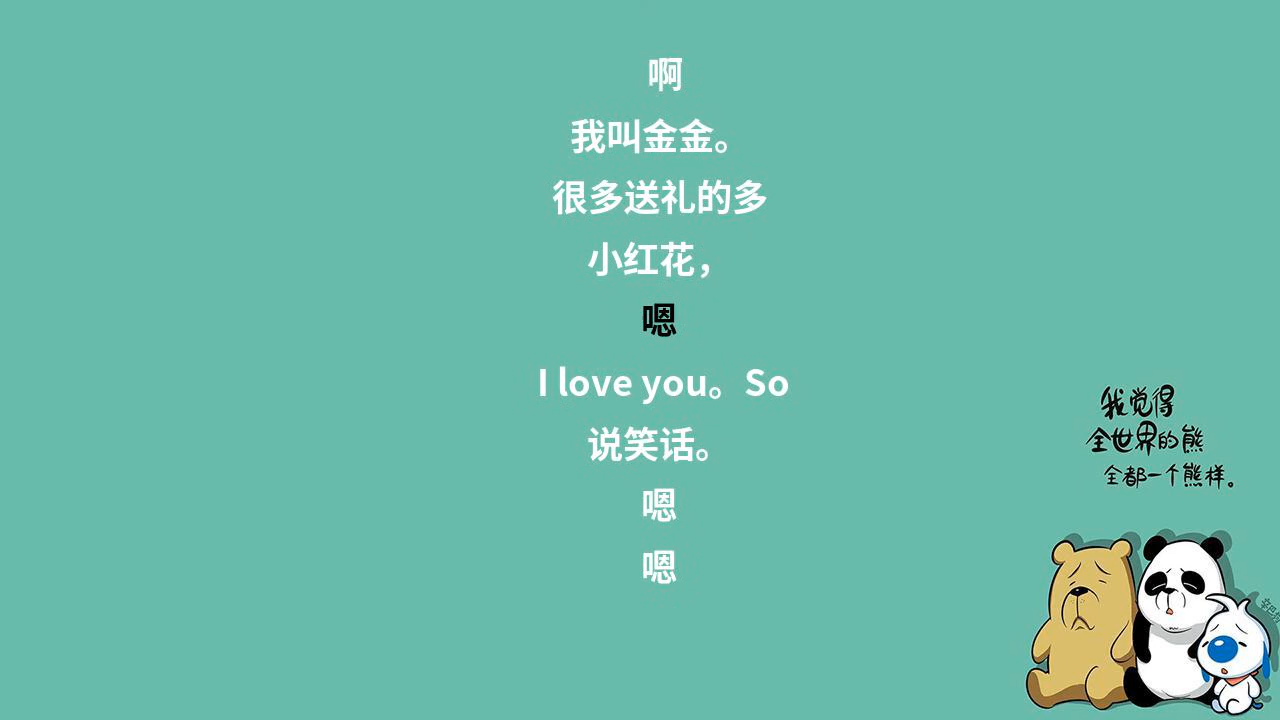 啊
我叫金金。
很多送礼的多
小红花，
嗯
I love you。So
说笑话。
嗯
嗯
我觉得
全世界的熊
全都一个熊样。